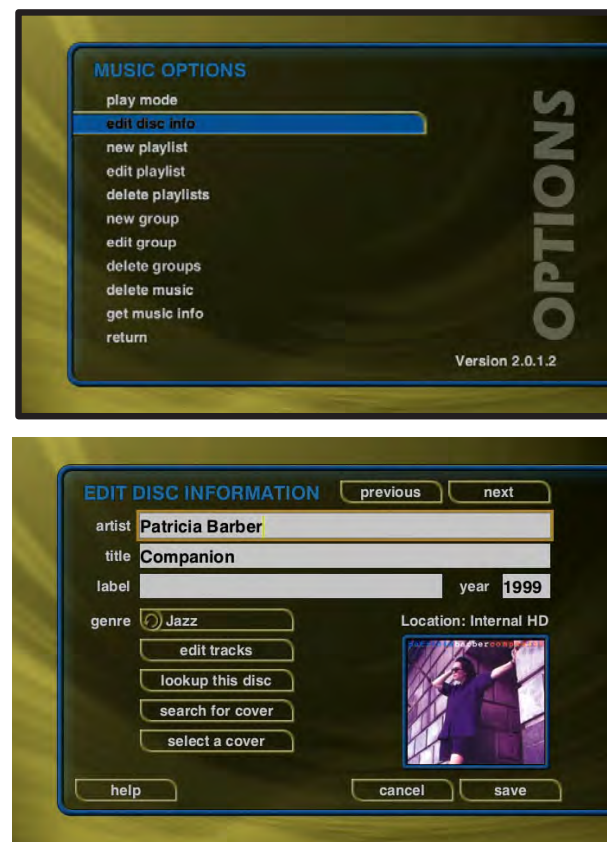 MUSIC OPTIONS
play mode
edit disc info
new playlist
edit playlist
delete playlists
new group
edit group
delete groups
delete music
get music info
return
OPTIONS
Version 2.0.1.2
EDIT DISC INFORMATION previous next
artist Patricia Barber
title Companion
label year 1999
genre Jazz Location: Internal HD
edit tracks
lookup this disc
search for cover
select a cover
patricia barber companion
help cancel save